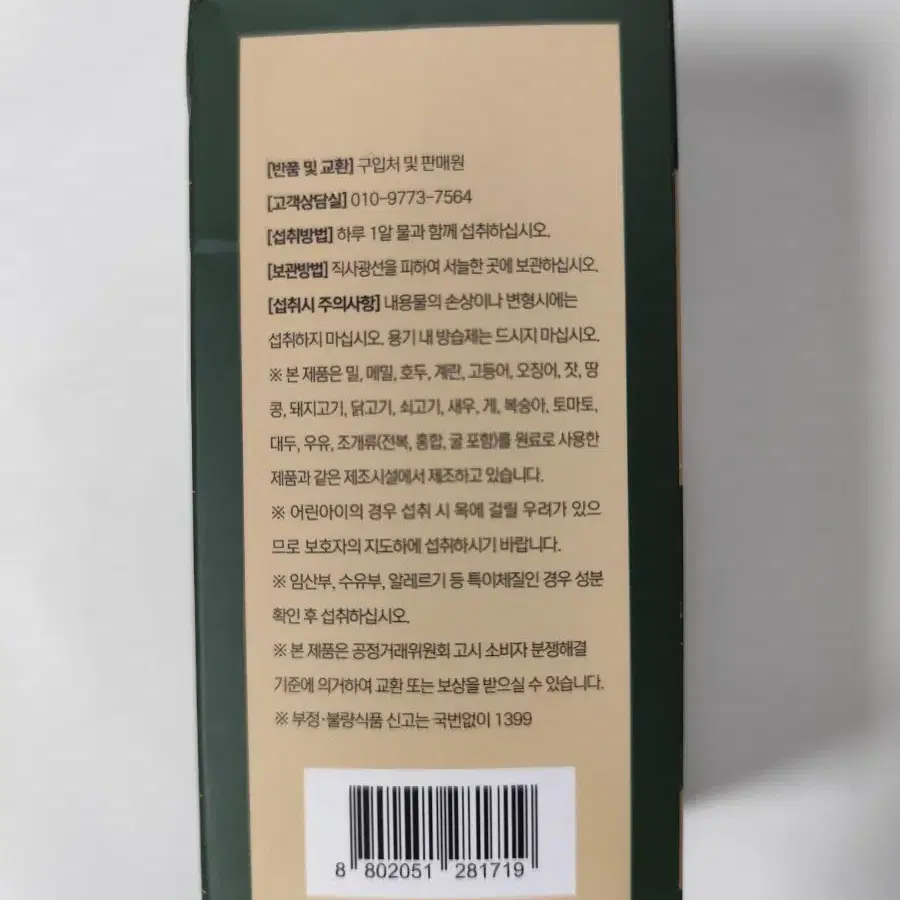 [반품 및 교환] 구입처 및 판매원
[고객상담실] 010-9773-7564
[섭취방법] 하루 1알 물과 함께 섭취하십시오.
[보관방법] 직사광선을 피하여 서늘한 곳에 보관하십시오.
[섭취시 주의사항] 내용물의 손상이나 변형시에는
섭취하지 마십시오. 용기 내 방습제는 드시지 마십시오.
※ 본 제품은 밀, 메밀, 호두, 계란, 고등어, 오징어, 잣, 땅
콩, 돼지고기, 닭고기, 쇠고기, 새우, 게, 복숭아, 토마토,
대두, 우유, 조개류(전복, 홍합, 굴 포함)를 원료로 사용한
제품과 같은 제조시설에서 제조하고 있습니다.
※ 어린아이의 경우 섭취 시 목에 걸릴 우려가 있으
므로 보호자의 지도하에 섭취하시기 바랍니다.
※ 임산부, 수유부, 알레르기 등 특이체질인 경우 성분
확인 후 섭취하십시오.
※ 본 제품은 공정거래위원회 고시 소비자 분쟁해결
기준에 의거하여 교환 또는 보상을 받으실 수 있습니다.
※ 부정·불량식품 신고는 국번없이 1399
8 802051 281719